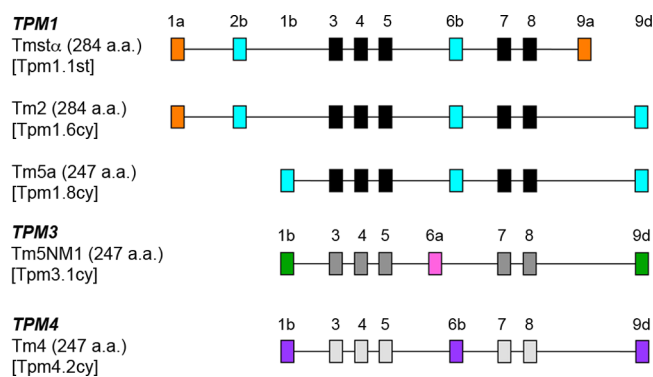 TPM1 1a 2b 1b 3 4 5 6b 7 8 9a 9d
Tmstα (284 a.a.)
[Tpm1.1st]
Tm2 (284 a.a.)
[Tpm1.6cy]
Tm5a (247 a.a.)
[Tpm1.8cy]
TPM3 1b 3 4 5 6a 7 8 9d
Tm5NM1 (247 a.a.)
[Tpm3.1cy]
TPM4 1b 3 4 5 6b 7 8 9d
Tm4 (247 a.a.)
[Tpm4.2cy]